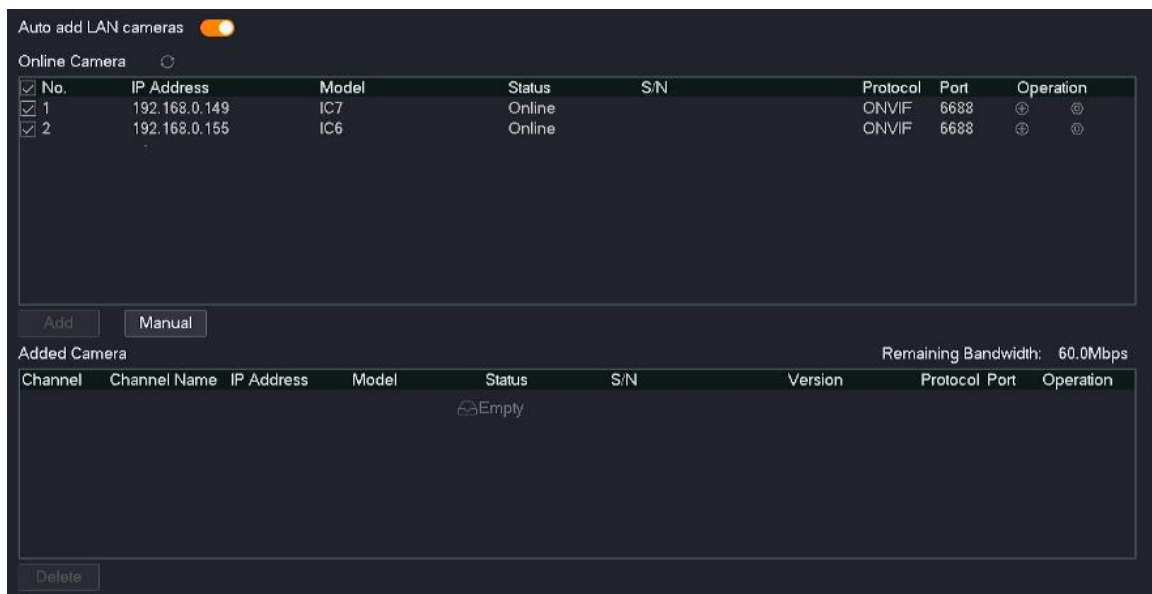 Auto add LAN cameras
Online Camera
No. IP Address Model Status S/N Protocol Port Operation
1 192.168.0.149 IC7 Online ONVIF 6688
2 192.168.0.155 IC6 Online ONVIF 6688
Add Manual
Added Camera Remaining Bandwidth: 60.0Mbps
Channel Channel Name IP Address Model Status S/N Version Protocol Port Operation
Empty
Delete